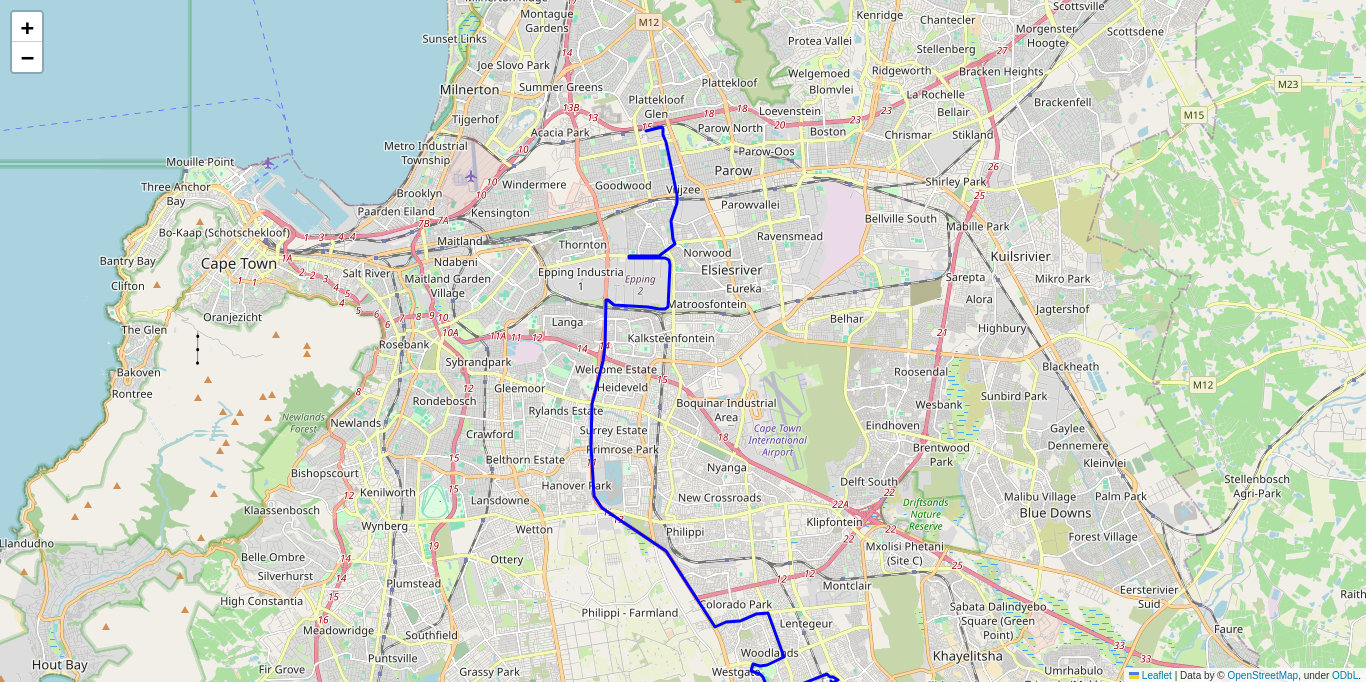 +
−
Montague
Gardens
M12
Kenridge
Chantecler
Scottsville
Sunset Links
Protea Vallei
Stellenberg
Morgenster
Hoogte
Scottsdene
Joe Slovo Park
Welgemoed
Ridgeworth
Bracken Heights
27
Milnerton
Summer Greens
Plattekloof
Blomvlei
La Rochelle
M23
Plattekloof
Glen
Loevenstein
Bellair
Brackenfell
M15
Tijgerhof
13B
Acacia Park
Parow North
Boston
Chrismar
Stikland
Metro Industrial
Township
Parow-Oos
Mouille Point
Three Anchor
Bay
Brooklyn
Windermere
Goodwood
Vrijzee
Parow
Shirley Park
Paarden Eiland
Kensington
Parowvallei
Bellville South
Mabille Park
Bo-Kaap (Schotschekloof)
Maitland
Thornton
Norwood
Ravensmead
Kuilsrivier
Bantry Bay
Cape Town
Ndabeni
Salt River
Maitland Garden
Village
Epping Industria
1
Epping
2
Elsiesriver
Eureka
Sarepta
Mikro Park
Clifton
Oranjezicht
Matroosfontein
Alora
Jagtershof
The Glen
Langa
Belhar
Highbury
Rosebank
10A
11A
Kalksteenfontein
Bakoven
Sybrandpark
Welcome Estate
Roosendal
Blackheath
Rontree
Gleemoor
Heideveld
M12
Rondebosch
Rylands Estate
Boquinar Industrial
Area
Wesbank
Sunbird Park
Newlands
Forest
Newlands
Crawford
Surrey Estate
Cape Town
International
Airport
Eindhoven
Gaylee
Belthorn Estate
Primrose Park
Brentwood
Park
Dennemere
Kleinvlei
Bishopscourt
Nyanga
Delft South
Stellenbosch
Agri-Park
Kenilworth
Hanover Park
New Crossroads
Malibu Village
Palm Park
Klaassenbosch
Lansdowne
22A
Driftsands
Nature
Reserve
Blue Downs
Wynberg
Wetton
Philippi
Klipfontein
Forest Village
Llandudno
Belle Ombre
Ottery
Mxolisi Phetani
(Site C)
Silverhurst
Plumstead
Montclair
Eersterivier
Suid
High Constantia
Philippi - Farmland
Colorado Park
Lentegeur
Sabata Dalindyebo
Square (Green
Point)
Raith
Meadowridge
Southfield
Faure
Hout Bay
Puntsville
Woodlands
Khayelitsha
Fir Grove
Grassy Park
Westgate
Umrhabulo
Leaflet | Data by © OpenStreetMap, under ODbL.